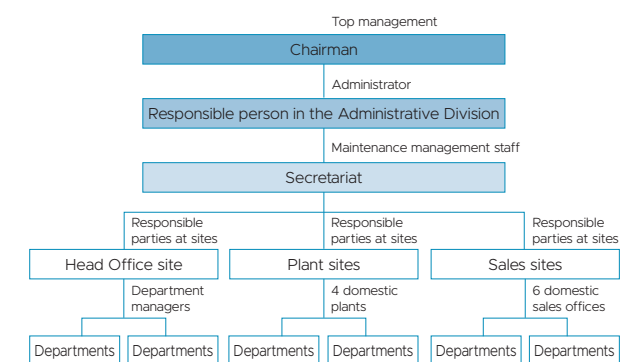 Top management
Chairman
Administrator
Responsible person in the Administrative Division
Maintenance management staff
Secretariat
Responsible
parties at sites
Responsible
parties at sites
Responsible
parties at sites
Head Office site
Plant sites
Sales sites
Department
managers
4 domestic
plants
6 domestic
sales offices
Departments
Departments
Departments
Departments
Departments
Departments